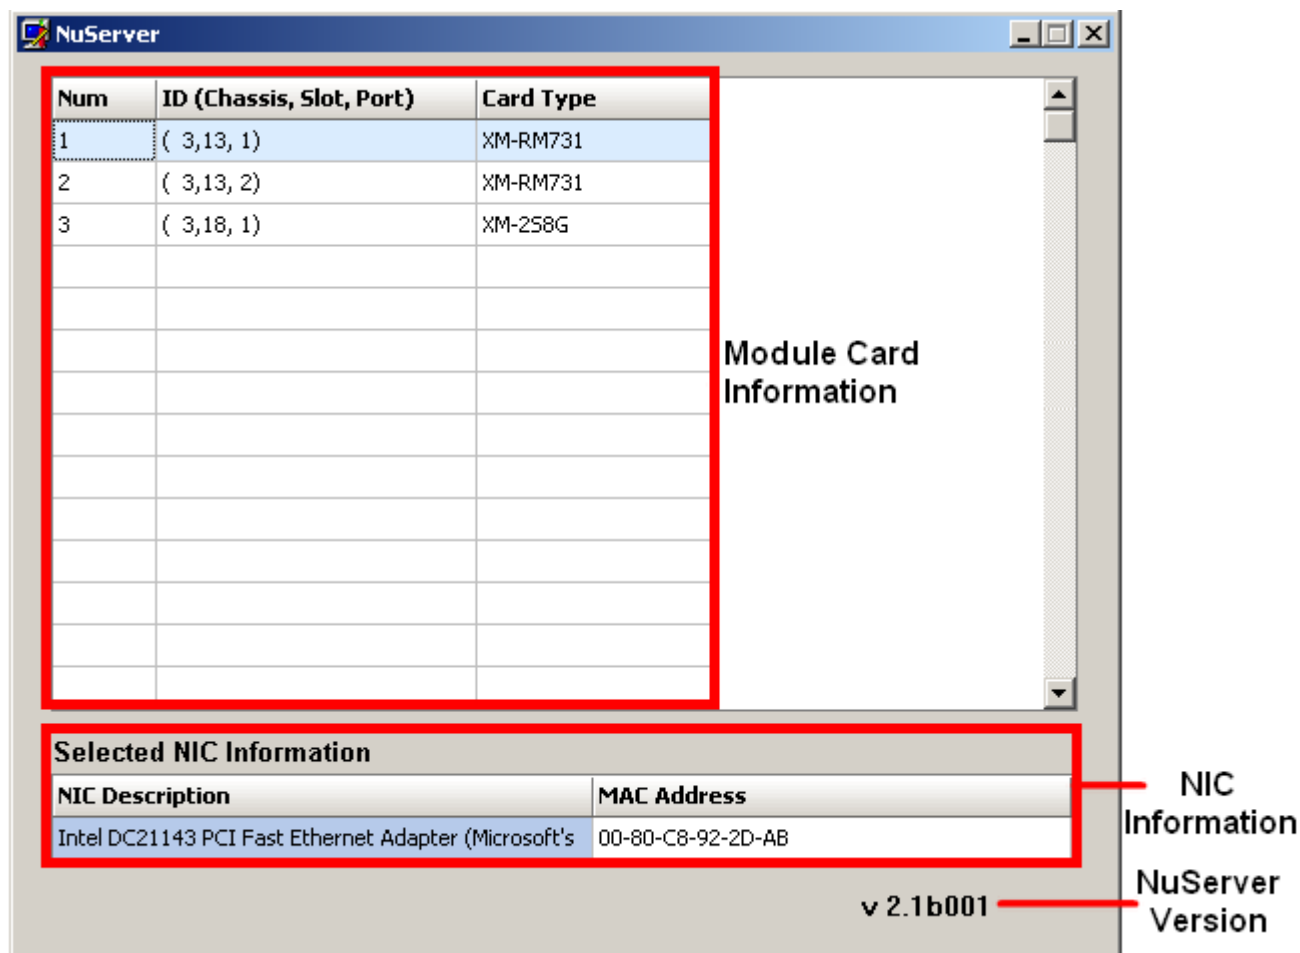 NuServer
Num ID (Chassis, Slot, Port) Card Type
1 ( 3,13, 1) XM-RM731
2 ( 3,13, 2) XM-RM731
3 ( 3,18, 1) XM-2S8G
Module Card
Information
Selected NIC Information
NIC Description MAC Address
Intel DC21143 PCI Fast Ethernet Adapter (Microsoft's 00-80-C8-92-2D-AB
NIC
Information
v 2.1b001
NuServer
Version